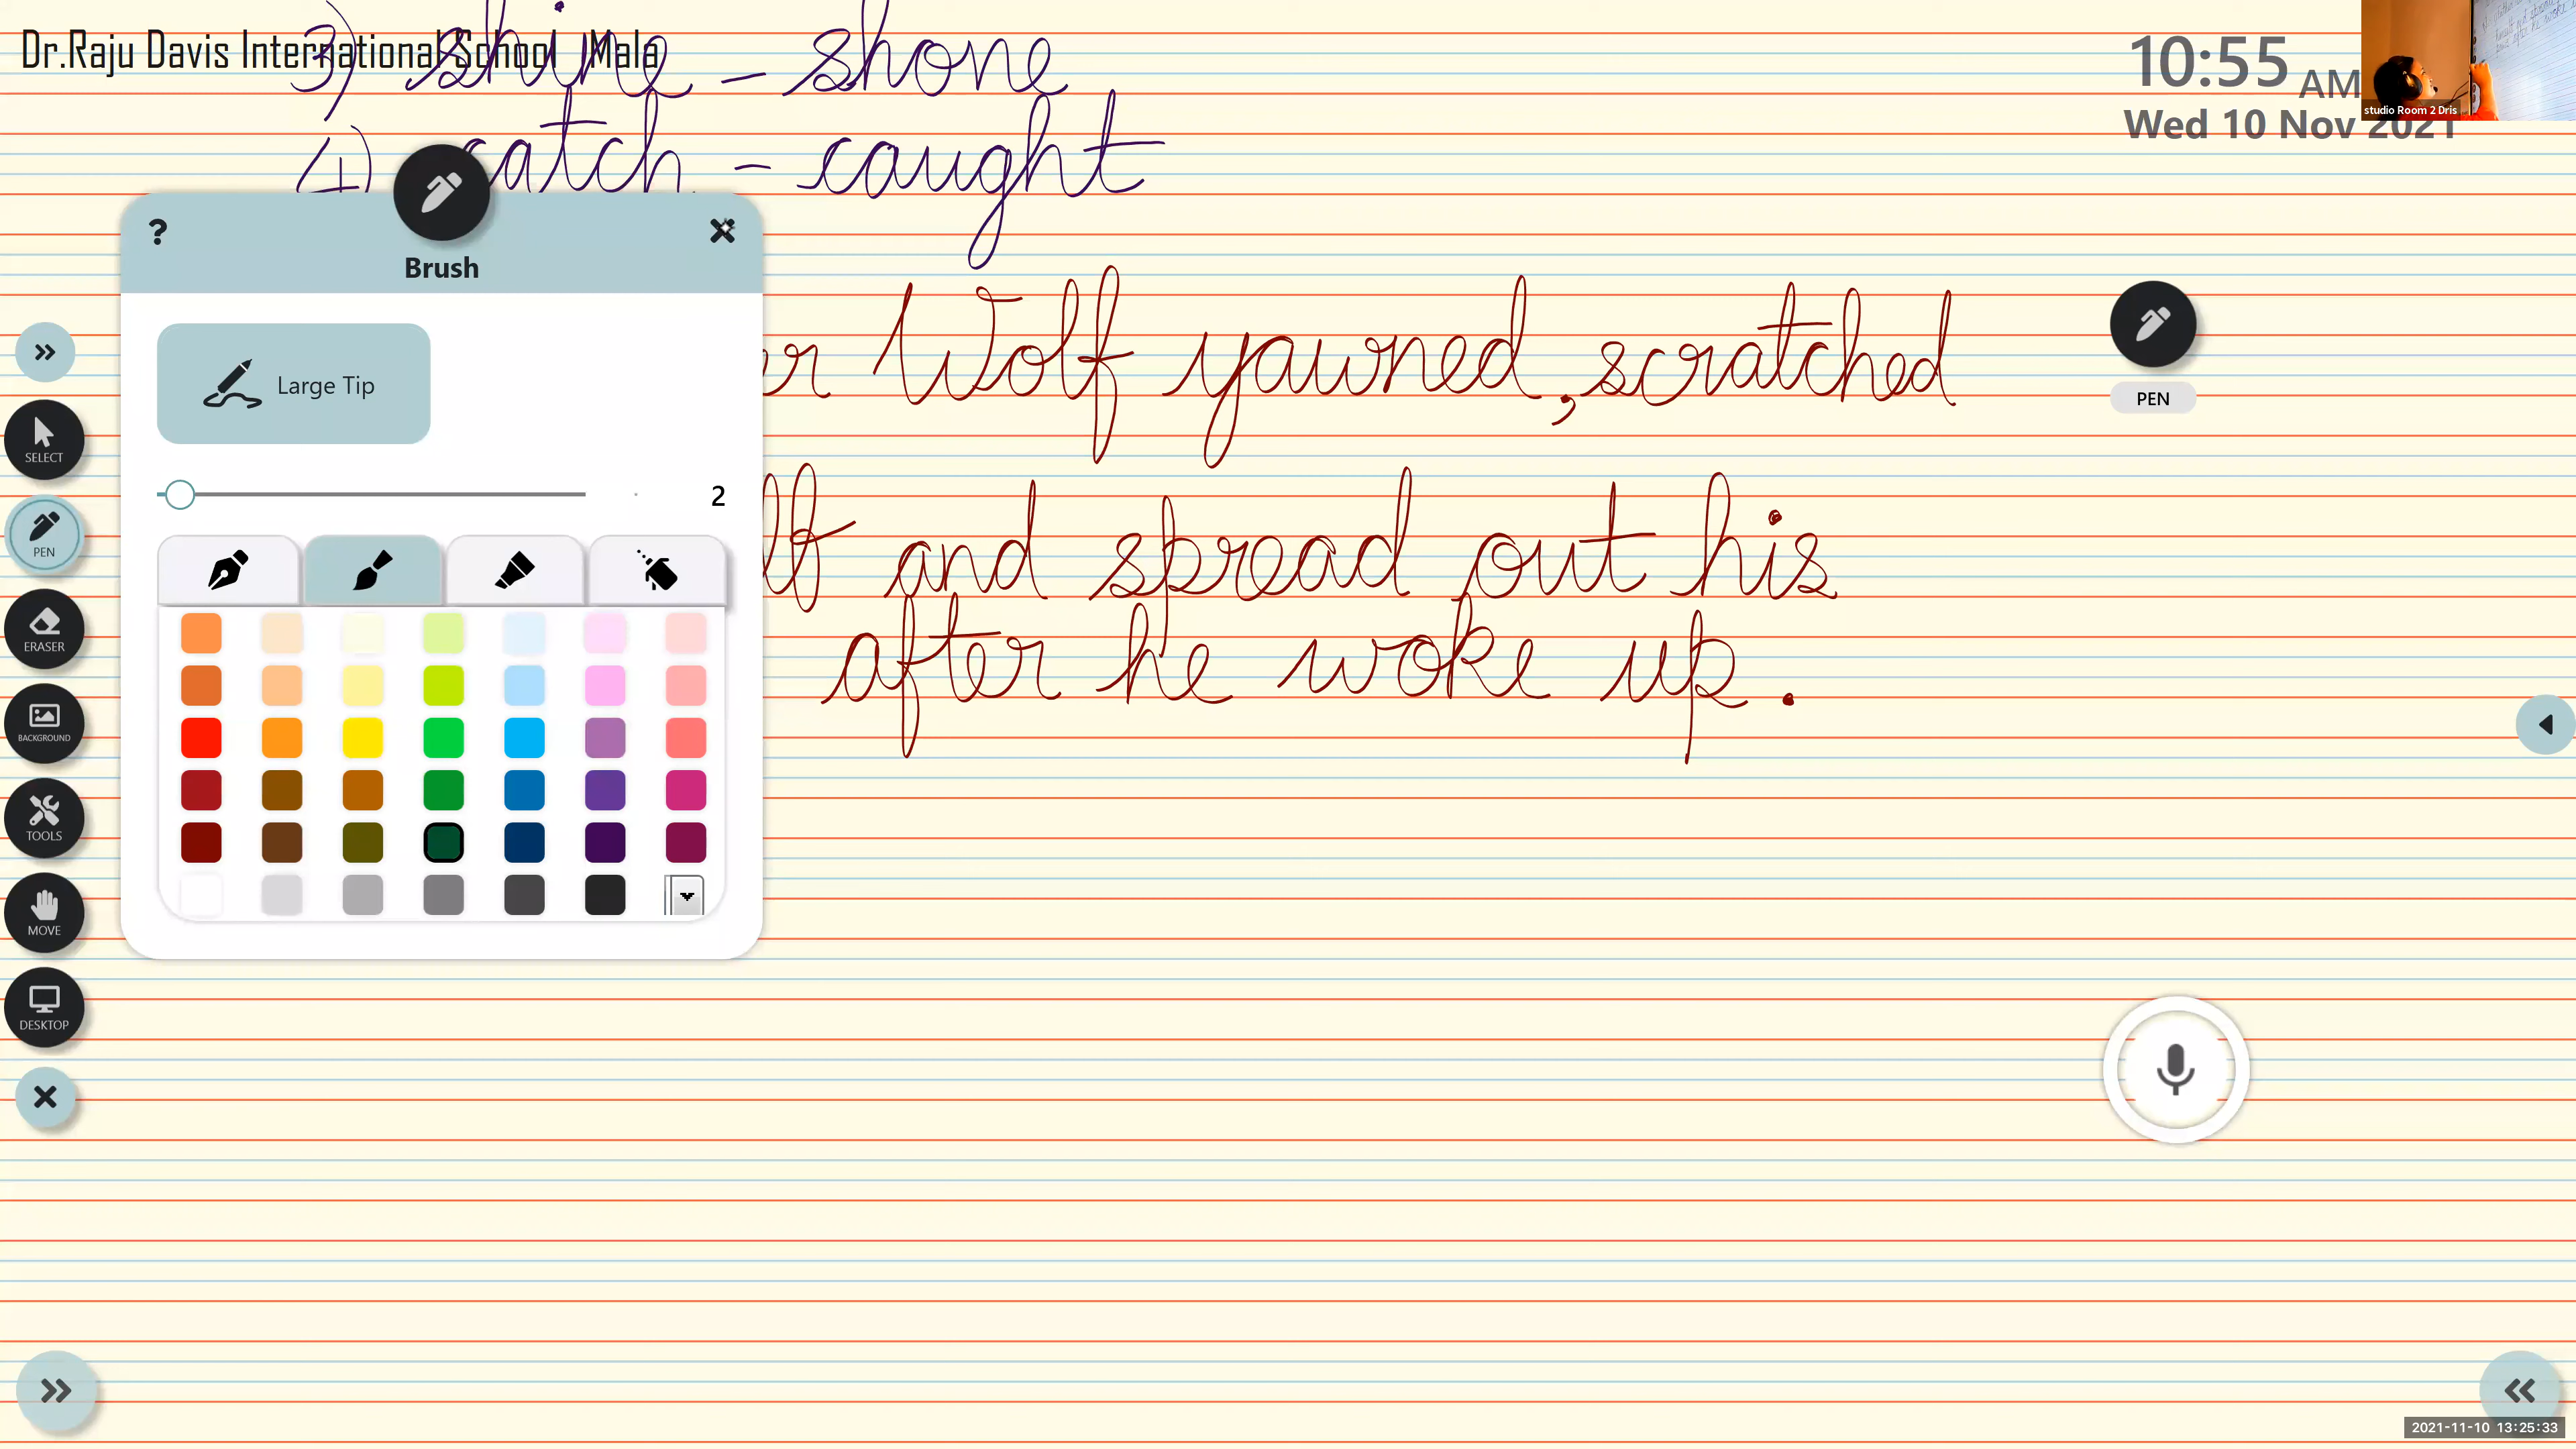 Dr.Raju Davis International School Mala
3) shine - shone
4) catch - caught
10:55 AM
Wed 10 Nov 2021
studio Room 2 Dris
? 
Brush
Large Tip
2
Wolf yawned, scratched
and spread out his
after he woke up.
SELECT
PEN
ERASER
BACKGROUND
TOOLS
MOVE
DESKTOP
PEN
2021-11-10 13:25:33